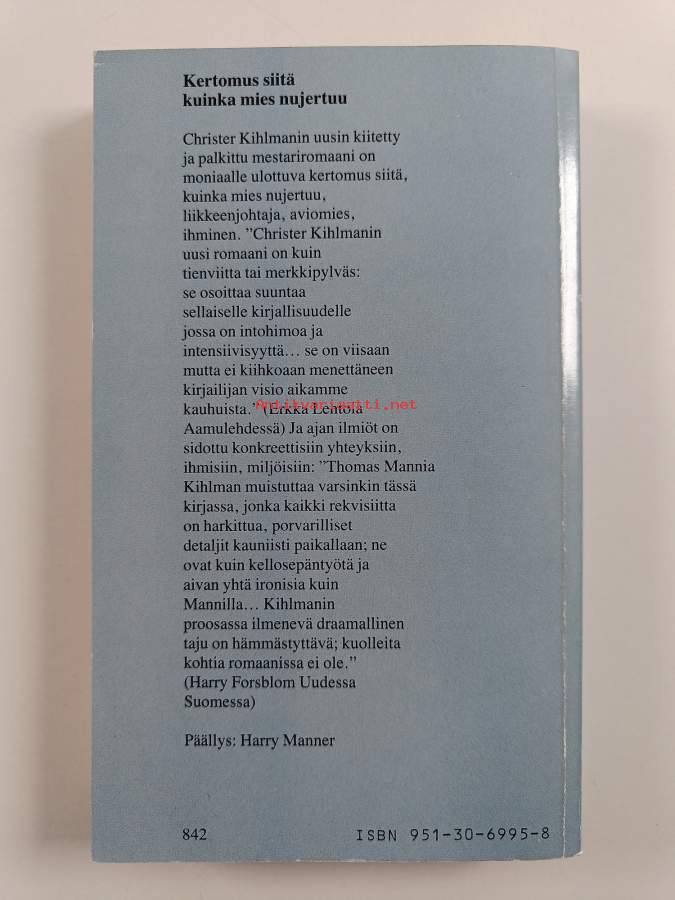 Kertomus siitä
kuinka mies nujertuu
Christer Kihlmanin uusin kiitetty
ja palkittu mestariromaani on
moniaalle ulottuva kertomus siitä,
kuinka mies nujertuu,
liikkeenjohtaja, aviomies,
ihminen. ”Christer Kihlmanin
uusi romaani on kuin
tienviitta tai merkkipylväs:
se osoittaa suuntaa
sellaiselle kirjallisuudelle
jossa on intohimoa ja
intensiivisyyttä... se on viisaan
mutta ei kiihkoaan menettäneen
kirjailijan visio aikamme
kauhuista.” (Erkka Lehtola
Antikvariaatti.net
Aamulehdessä) Ja ajan ilmiöt on
sidottu konkreettisiin yhteyksiin,
ihmisiin, miljöisiin: ”Thomas Mannia
Kihlman muistuttaa varsinkin tässä
kirjassa, jonka kaikki rekvisiitta
on harkittua, porvarilliset
detaljit kauniisti paikallaan; ne
ovat kuin kellosepäntyötä ja
aivan yhtä ironisia kuin
Mannilla... Kihlmanin
proosassa ilmenevä draamallinen
taju on hämmästyttävä; kuolleita
kohtia romaanissa ei ole.”
(Harry Forsblom Uudessa
Suomessa)
Päällys: Harry Manner
842
ISBN 951-30-6995-8